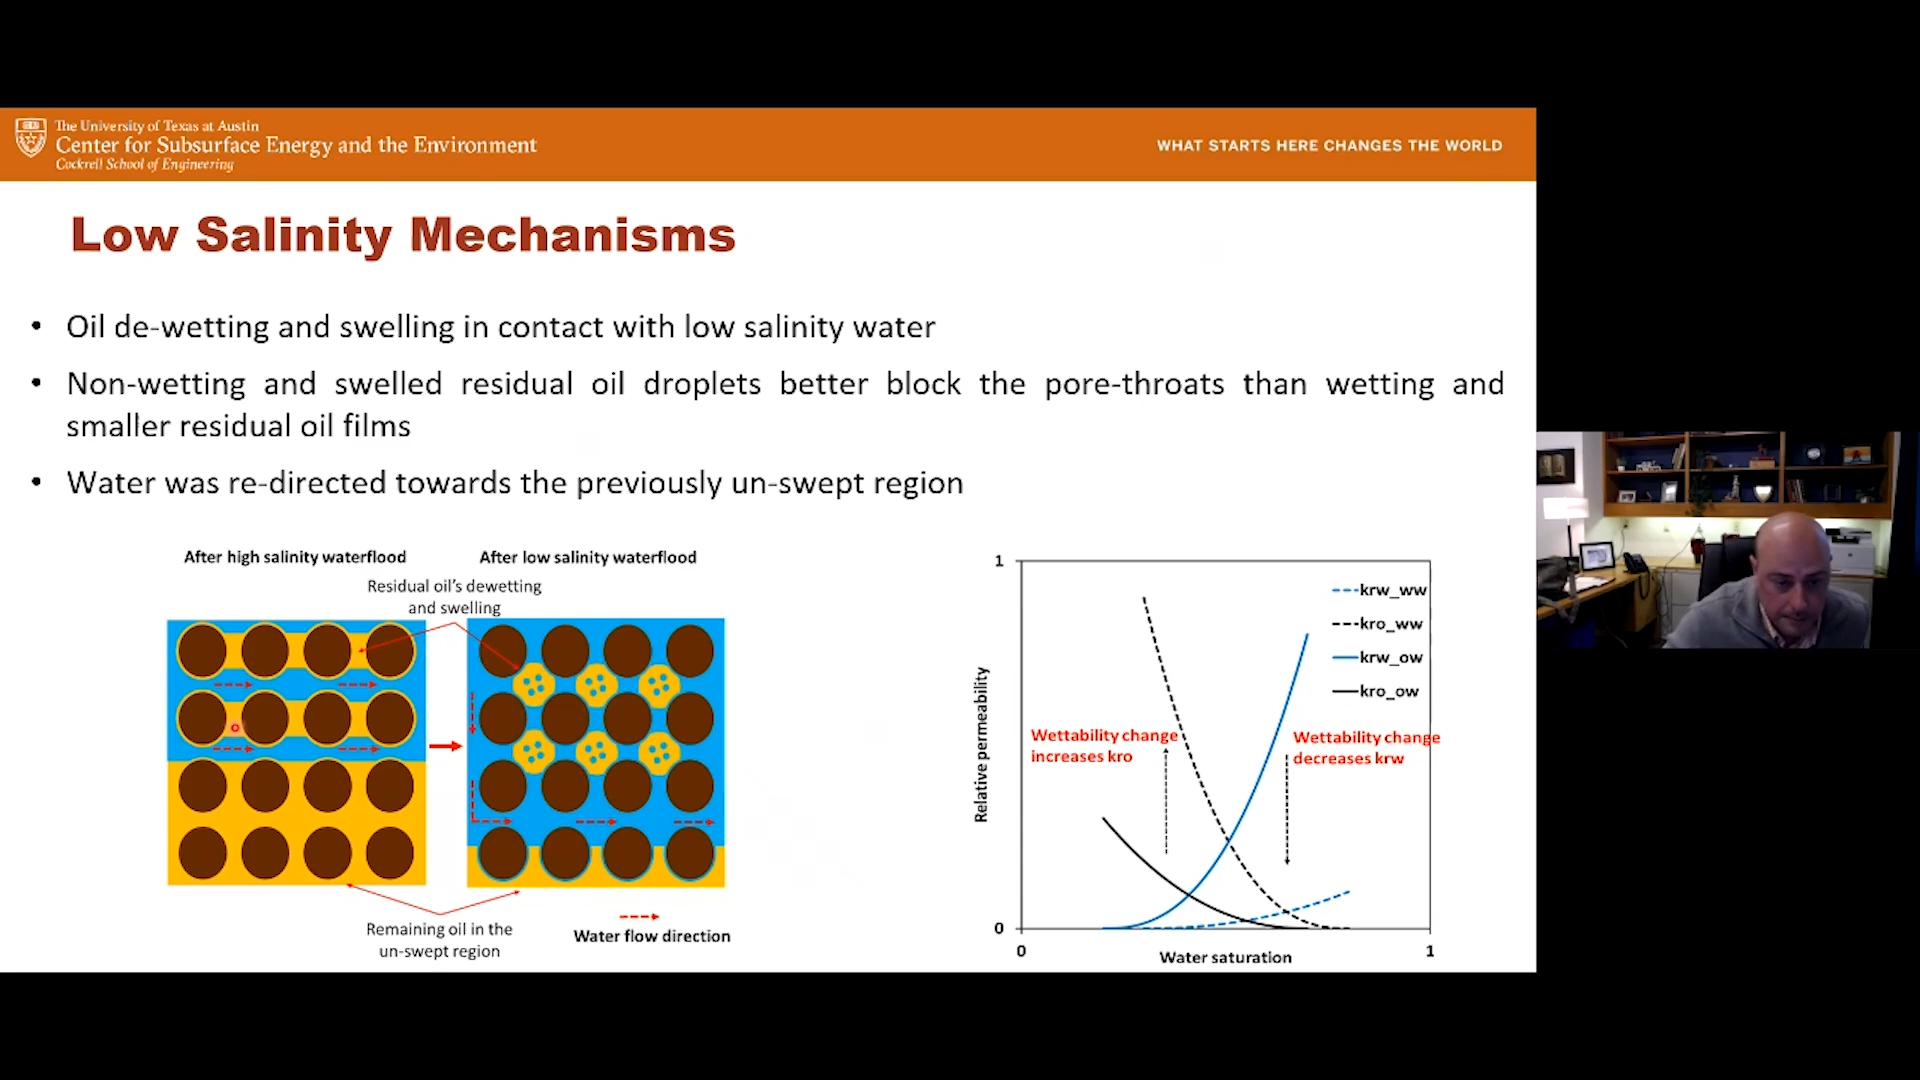 The University of Texas at Austin
Center for Subsurface Energy and the Environment
Cockrell School of Engineering
WHAT STARTS HERE CHANGES THE WORLD
Low Salinity Mechanisms
• Oil de-wetting and swelling in contact with low salinity water
• Non-wetting and swelled residual oil droplets better block the pore-throats than wetting and
smaller residual oil films
• Water was re-directed towards the previously un-swept region
After high salinity waterflood
After low salinity waterflood
Residual oil's dewetting
and swelling
Remaining oil in the
un-swept region
Water flow direction
1
krw_ww
kro_ww
krw_ow
kro_ow
Relative permeability
Wettability change
increases kro
Wettability change
decreases krw
0
0
1
Water saturation